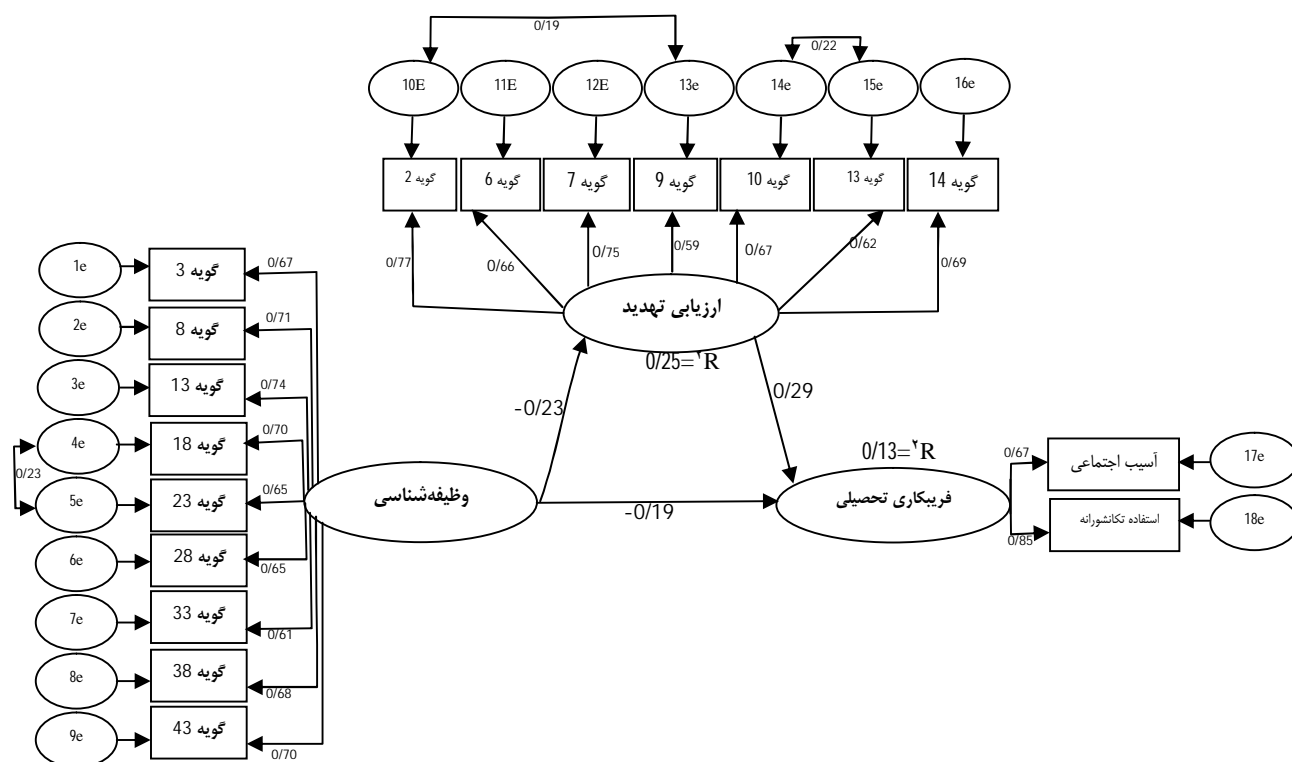 0/19
0/22
10E
11E
12E
13e
14e
15e
16e
گویه 2
گویه 6
گویه 7
گویه 9
گویه 10
گویه 13
گویه 14
0/77
0/66
0/75
0/59
0/67
0/62
0/69
ارزیابی تهدید
0/25=²R
1e
گویه 3
0/67
2e
گویه 8
0/71
3e
گویه 13
0/74
4e
گویه 18
0/70
0/23
5e
گویه 23
0/65
6e
گویه 28
0/65
7e
گویه 33
0/61
8e
گویه 38
0/68
9e
گویه 43
0/70
وظیفه‌شناسی
-0/23
0/29
-0/19
0/13=²R
فریبکاری تحصیلی
0/67
آسیب اجتماعی
17e
0/85
استفاده تکانشورانه
18e